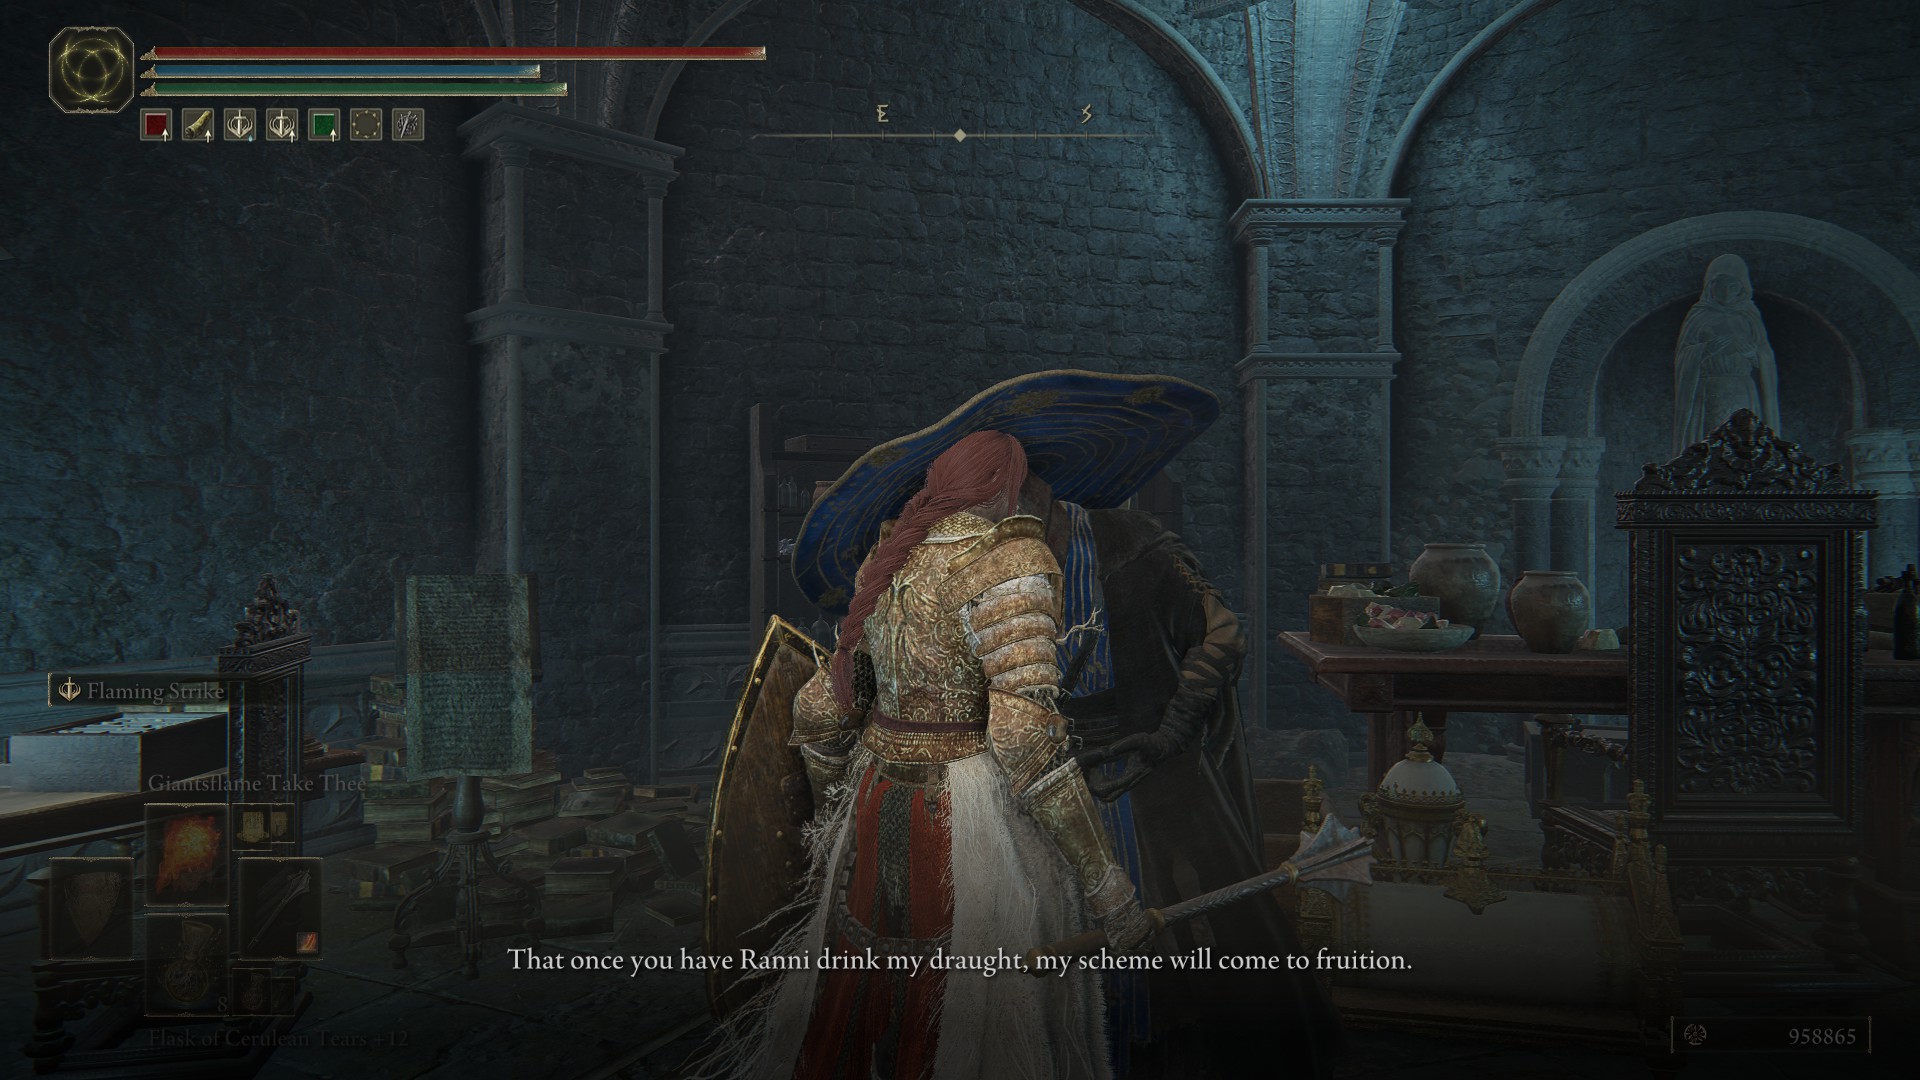 E
S
Flaming Strike
Giantsflame Take Thee
8
That once you have Ranni drink my draught, my scheme will come to fruition.
Flask of Cerulean Tears +12
958865